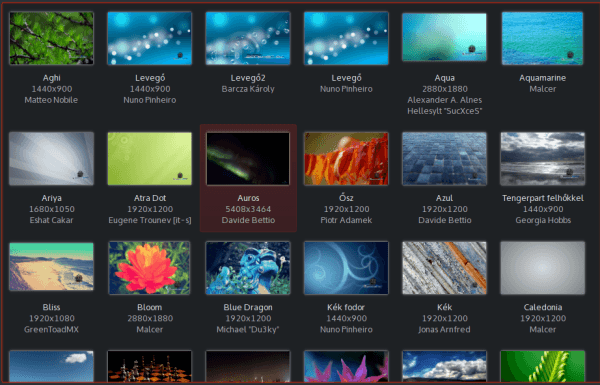 Aghi
1440x900
Matteo Nobile
Levegő
1440x900
Nuno Pinheiro
Levegő2
Barcza Károly
Levegő
Nuno Pinheiro
Aqua
2880x1880
Alexander A. Alnes
Hellesylt "SucXceS"
Aquamarine
Malcer
Ariya
1680x1050
Eshat Cakar
Atra Dot
1920x1200
Eugene Trounev [it-s]
Auros
5408x3464
Davide Bettio
Ősz
1920x1200
Piotr Adamek
Azul
1920x1200
Davide Bettio
Tengerpart felhőkkel
1440x900
Georgia Hobbs
Bliss
1920x1080
GreenToadMX
Bloom
2880x1880
Malcer
Blue Dragon
1920x1200
Michael "Du3ky"
Kék fodor
1440x900
Nuno Pinheiro
Kék
1920x1200
Jonas Arnfred
Caledonia
1920x1200
Malcer